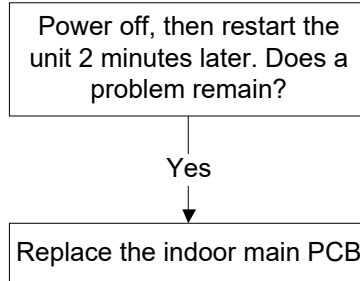 Power off, then restart the
unit 2 minutes later. Does a
problem remain?
Yes
Replace the indoor main PCB